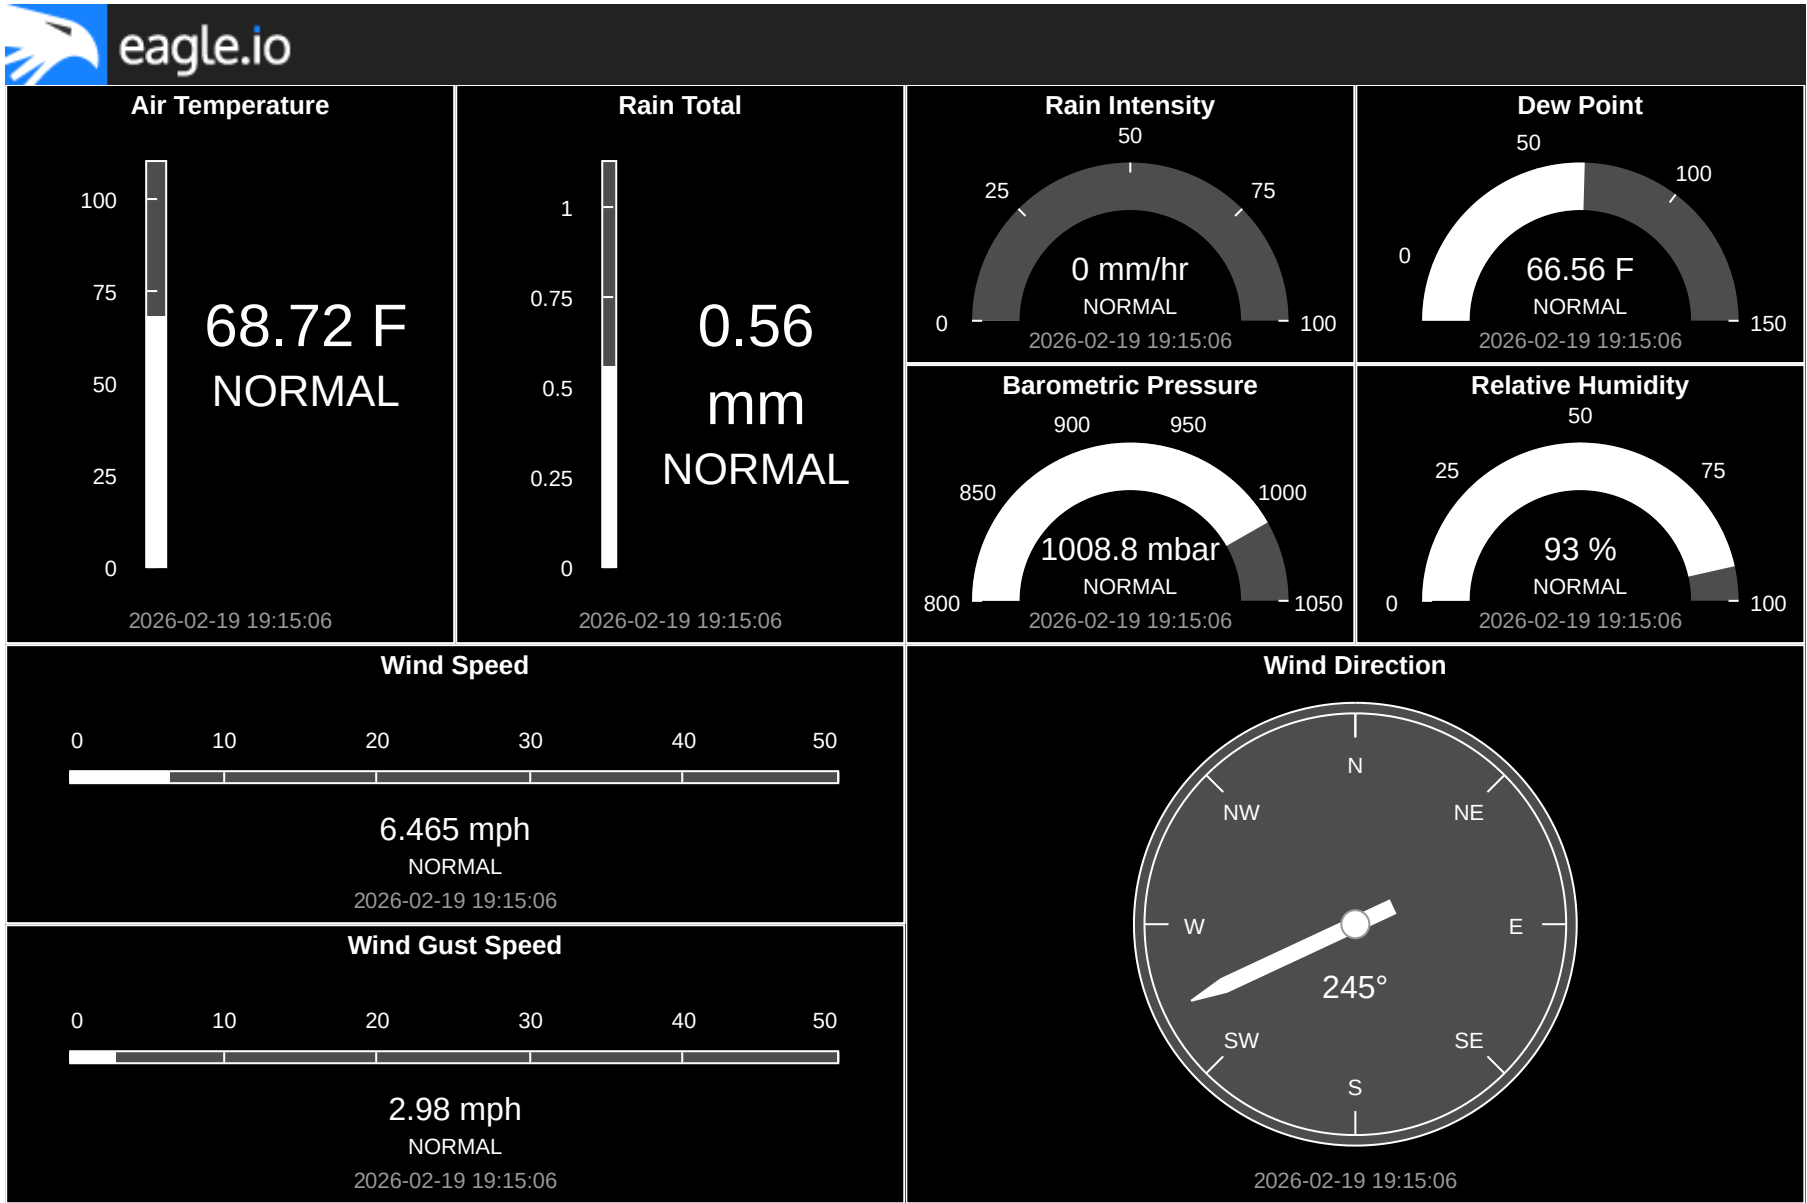 eagle.io
Air Temperature
100
75
50
25
0
68.72 F
NORMAL
2026-02-19 19:15:06
Rain Total
1
0.75
0.5
0.25
0
0.56
mm
NORMAL
2026-02-19 19:15:06
Rain Intensity
50
25
75
0
100
0 mm/hr
NORMAL
2026-02-19 19:15:06
Dew Point
50
100
0
150
66.56 F
NORMAL
2026-02-19 19:15:06
Barometric Pressure
900
950
850
1000
800
1050
1008.8 mbar
NORMAL
2026-02-19 19:15:06
Relative Humidity
50
25
75
0
100
93 %
NORMAL
2026-02-19 19:15:06
Wind Speed
0 10 20 30 40 50
6.465 mph
NORMAL
2026-02-19 19:15:06
Wind Gust Speed
0 10 20 30 40 50
2.98 mph
NORMAL
2026-02-19 19:15:06
Wind Direction
N
NW
NE
W
E
245°
SW
SE
S
2026-02-19 19:15:06